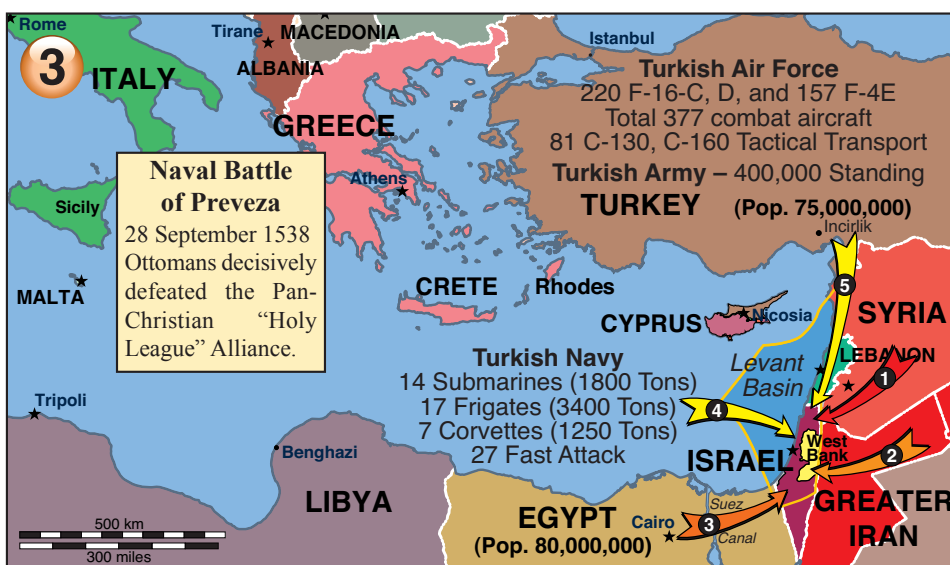 Rome
3
ITALY
Tirane
MACEDONIA
ALBANIA
GREECE
Istanbul
Turkish Air Force
220 F-16-C, D, and 157 F-4E
Total 377 combat aircraft
81 C-130, C-160 Tactical Transport
Turkish Army – 400,000 Standing
TURKEY
(Pop. 75,000,000)
Incirlik
Naval Battle
of Preveza
28 September 1538
Ottomans decisively
defeated the Pan-
Christian “Holy
League” Alliance.
Athens
Sicily
MALTA
CRETE
Rhodes
CYPRUS
Nicosia
5
SYRIA
LEBANON
Levant
Basin
1
Turkish Navy
14 Submarines (1800 Tons)
17 Frigates (3400 Tons)
7 Corvettes (1250 Tons)
27 Fast Attack
4
West
Bank
2
ISRAEL
Tripoli
Benghazi
LIBYA
EGYPT
(Pop. 80,000,000)
Cairo
Suez
Canal
3
GREATER
IRAN
500 km
300 miles